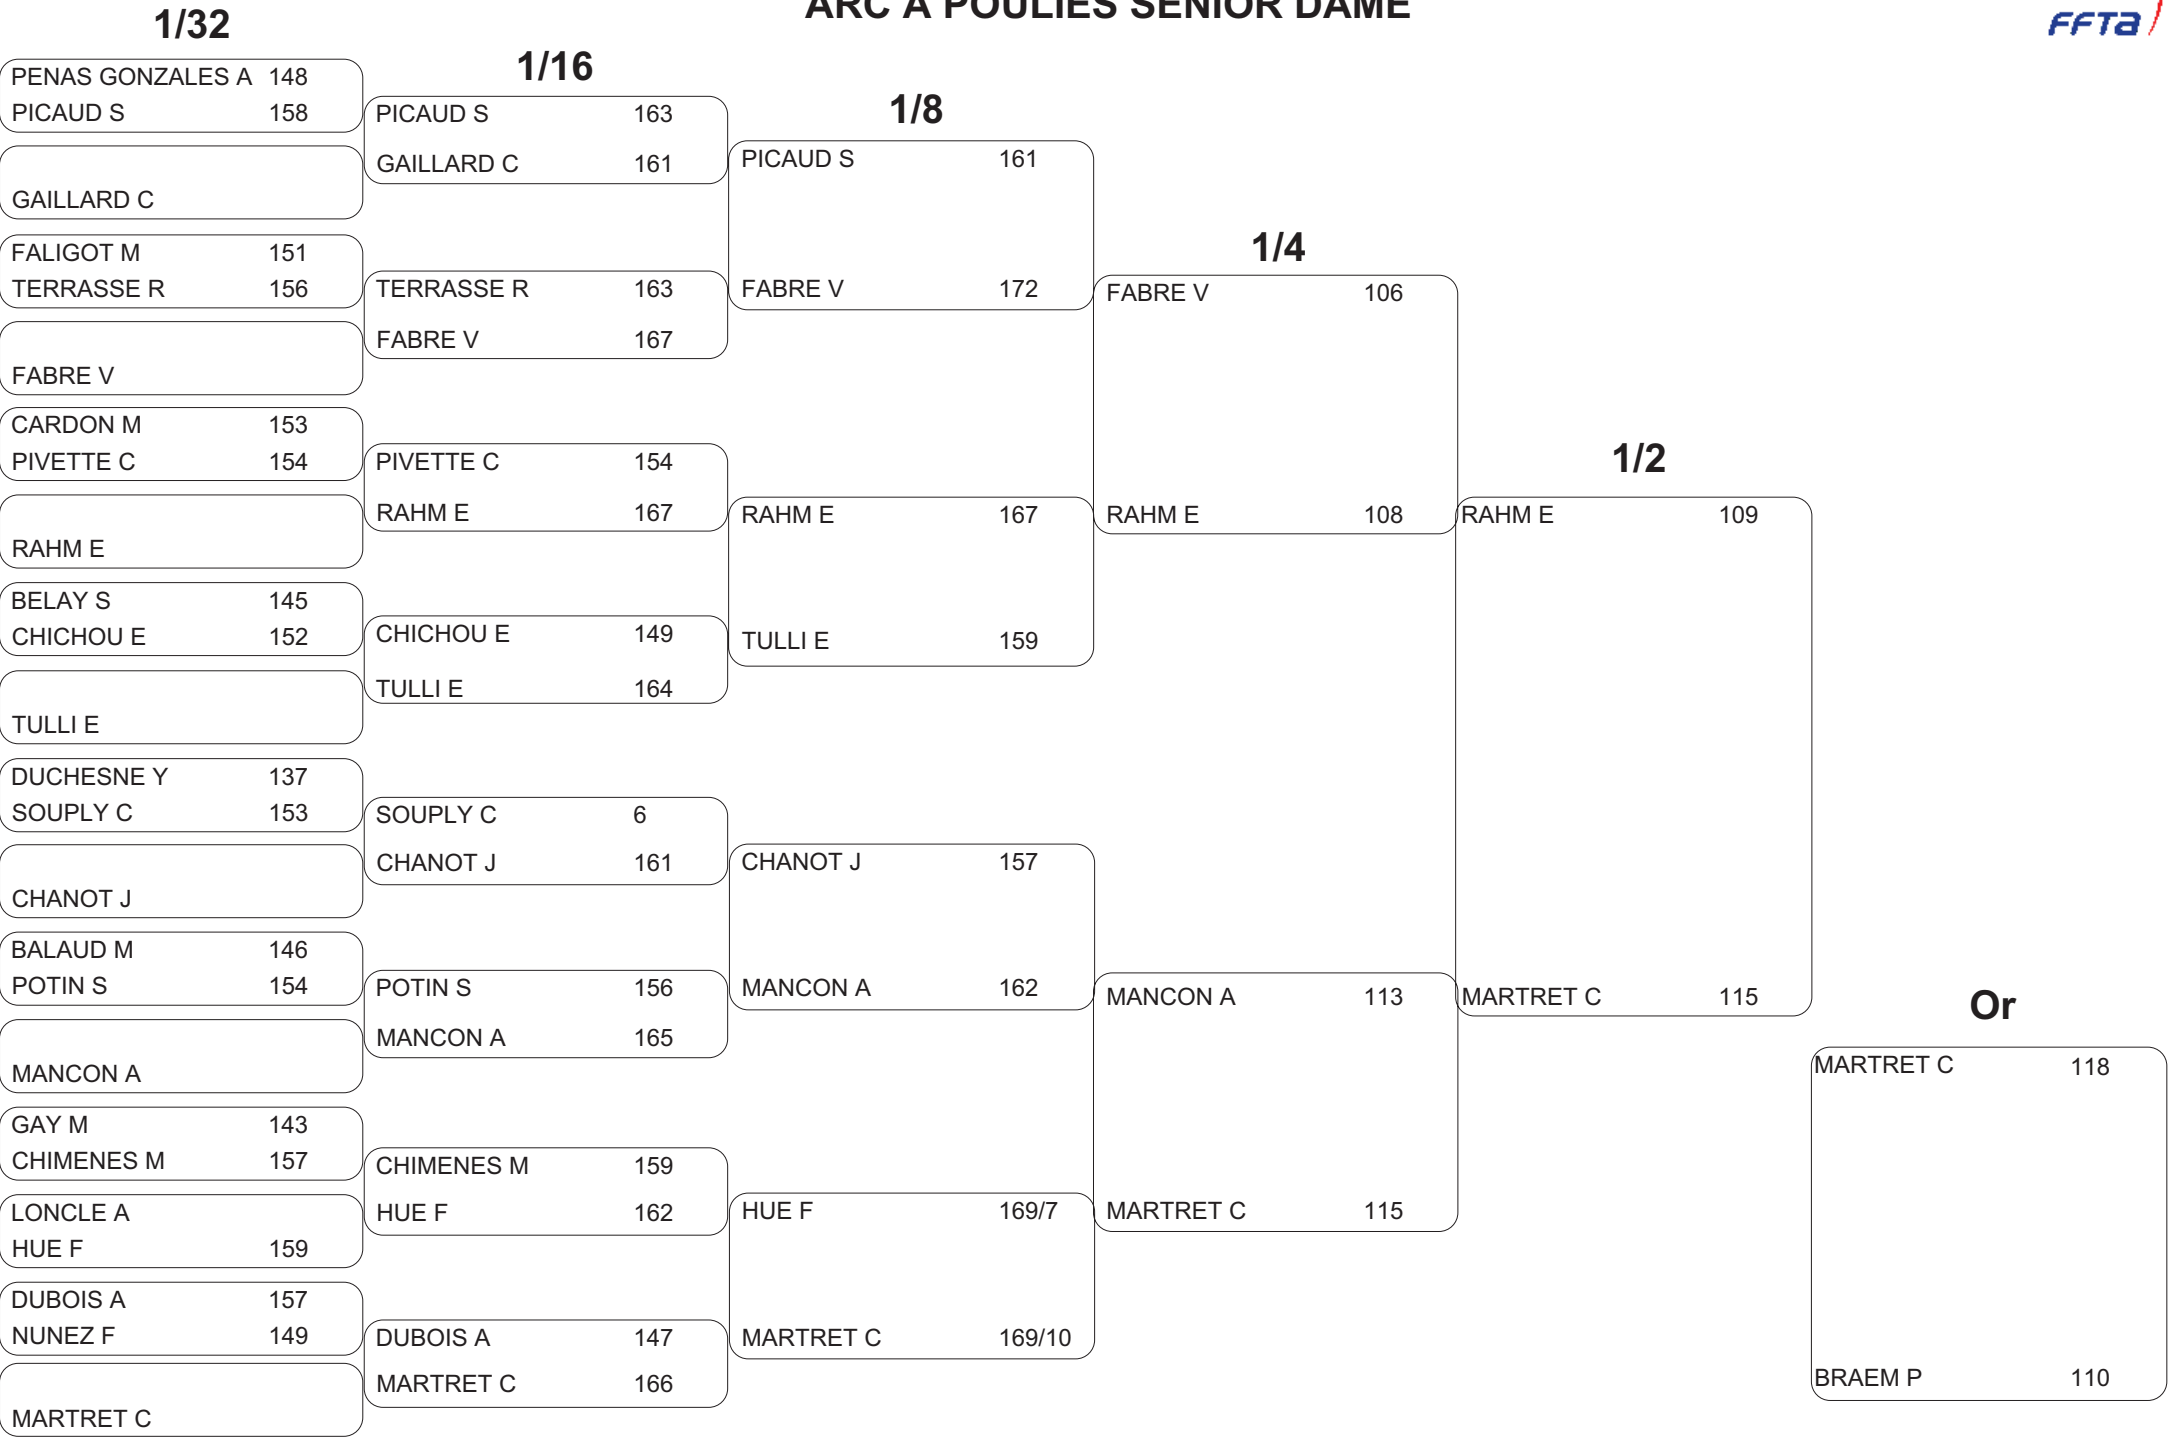 ARC A POULIES SENIOR DAME
FFTa
1/32
PENAS GONZALES A 148
PICAUD S 158
GAILLARD C
FALIGOT M 151
TERRASSE R 156
FABRE V
CARDON M 153
PIVETTE C 154
RAHM E
BELAY S 145
CHICHOU E 152
TULLI E
DUCHESNE Y 137
SOUPLY C 153
CHANOT J
BALAUD M 146
POTIN S 154
MANCON A
GAY M 143
CHIMENES M 157
LONCLE A
HUE F 159
DUBOIS A 157
NUNEZ F 149
MARTRET C
1/16
PICAUD S 163
GAILLARD C 161
TERRASSE R 163
FABRE V 167
PIVETTE C 154
RAHM E 167
CHICHOU E 149
TULLI E 164
SOUPLY C 6
CHANOT J 161
POTIN S 156
MANCON A 165
CHIMENES M 159
HUE F 162
DUBOIS A 147
MARTRET C 166
1/8
PICAUD S 161
FABRE V 172
RAHM E 167
TULLI E 159
CHANOT J 157
MANCON A 162
HUE F 169/7
MARTRET C 169/10
1/4
FABRE V 106
RAHM E 108
MANCON A 113
MARTRET C 115
1/2
RAHM E 109
MARTRET C 115
Or
MARTRET C 118
BRAEM P 110